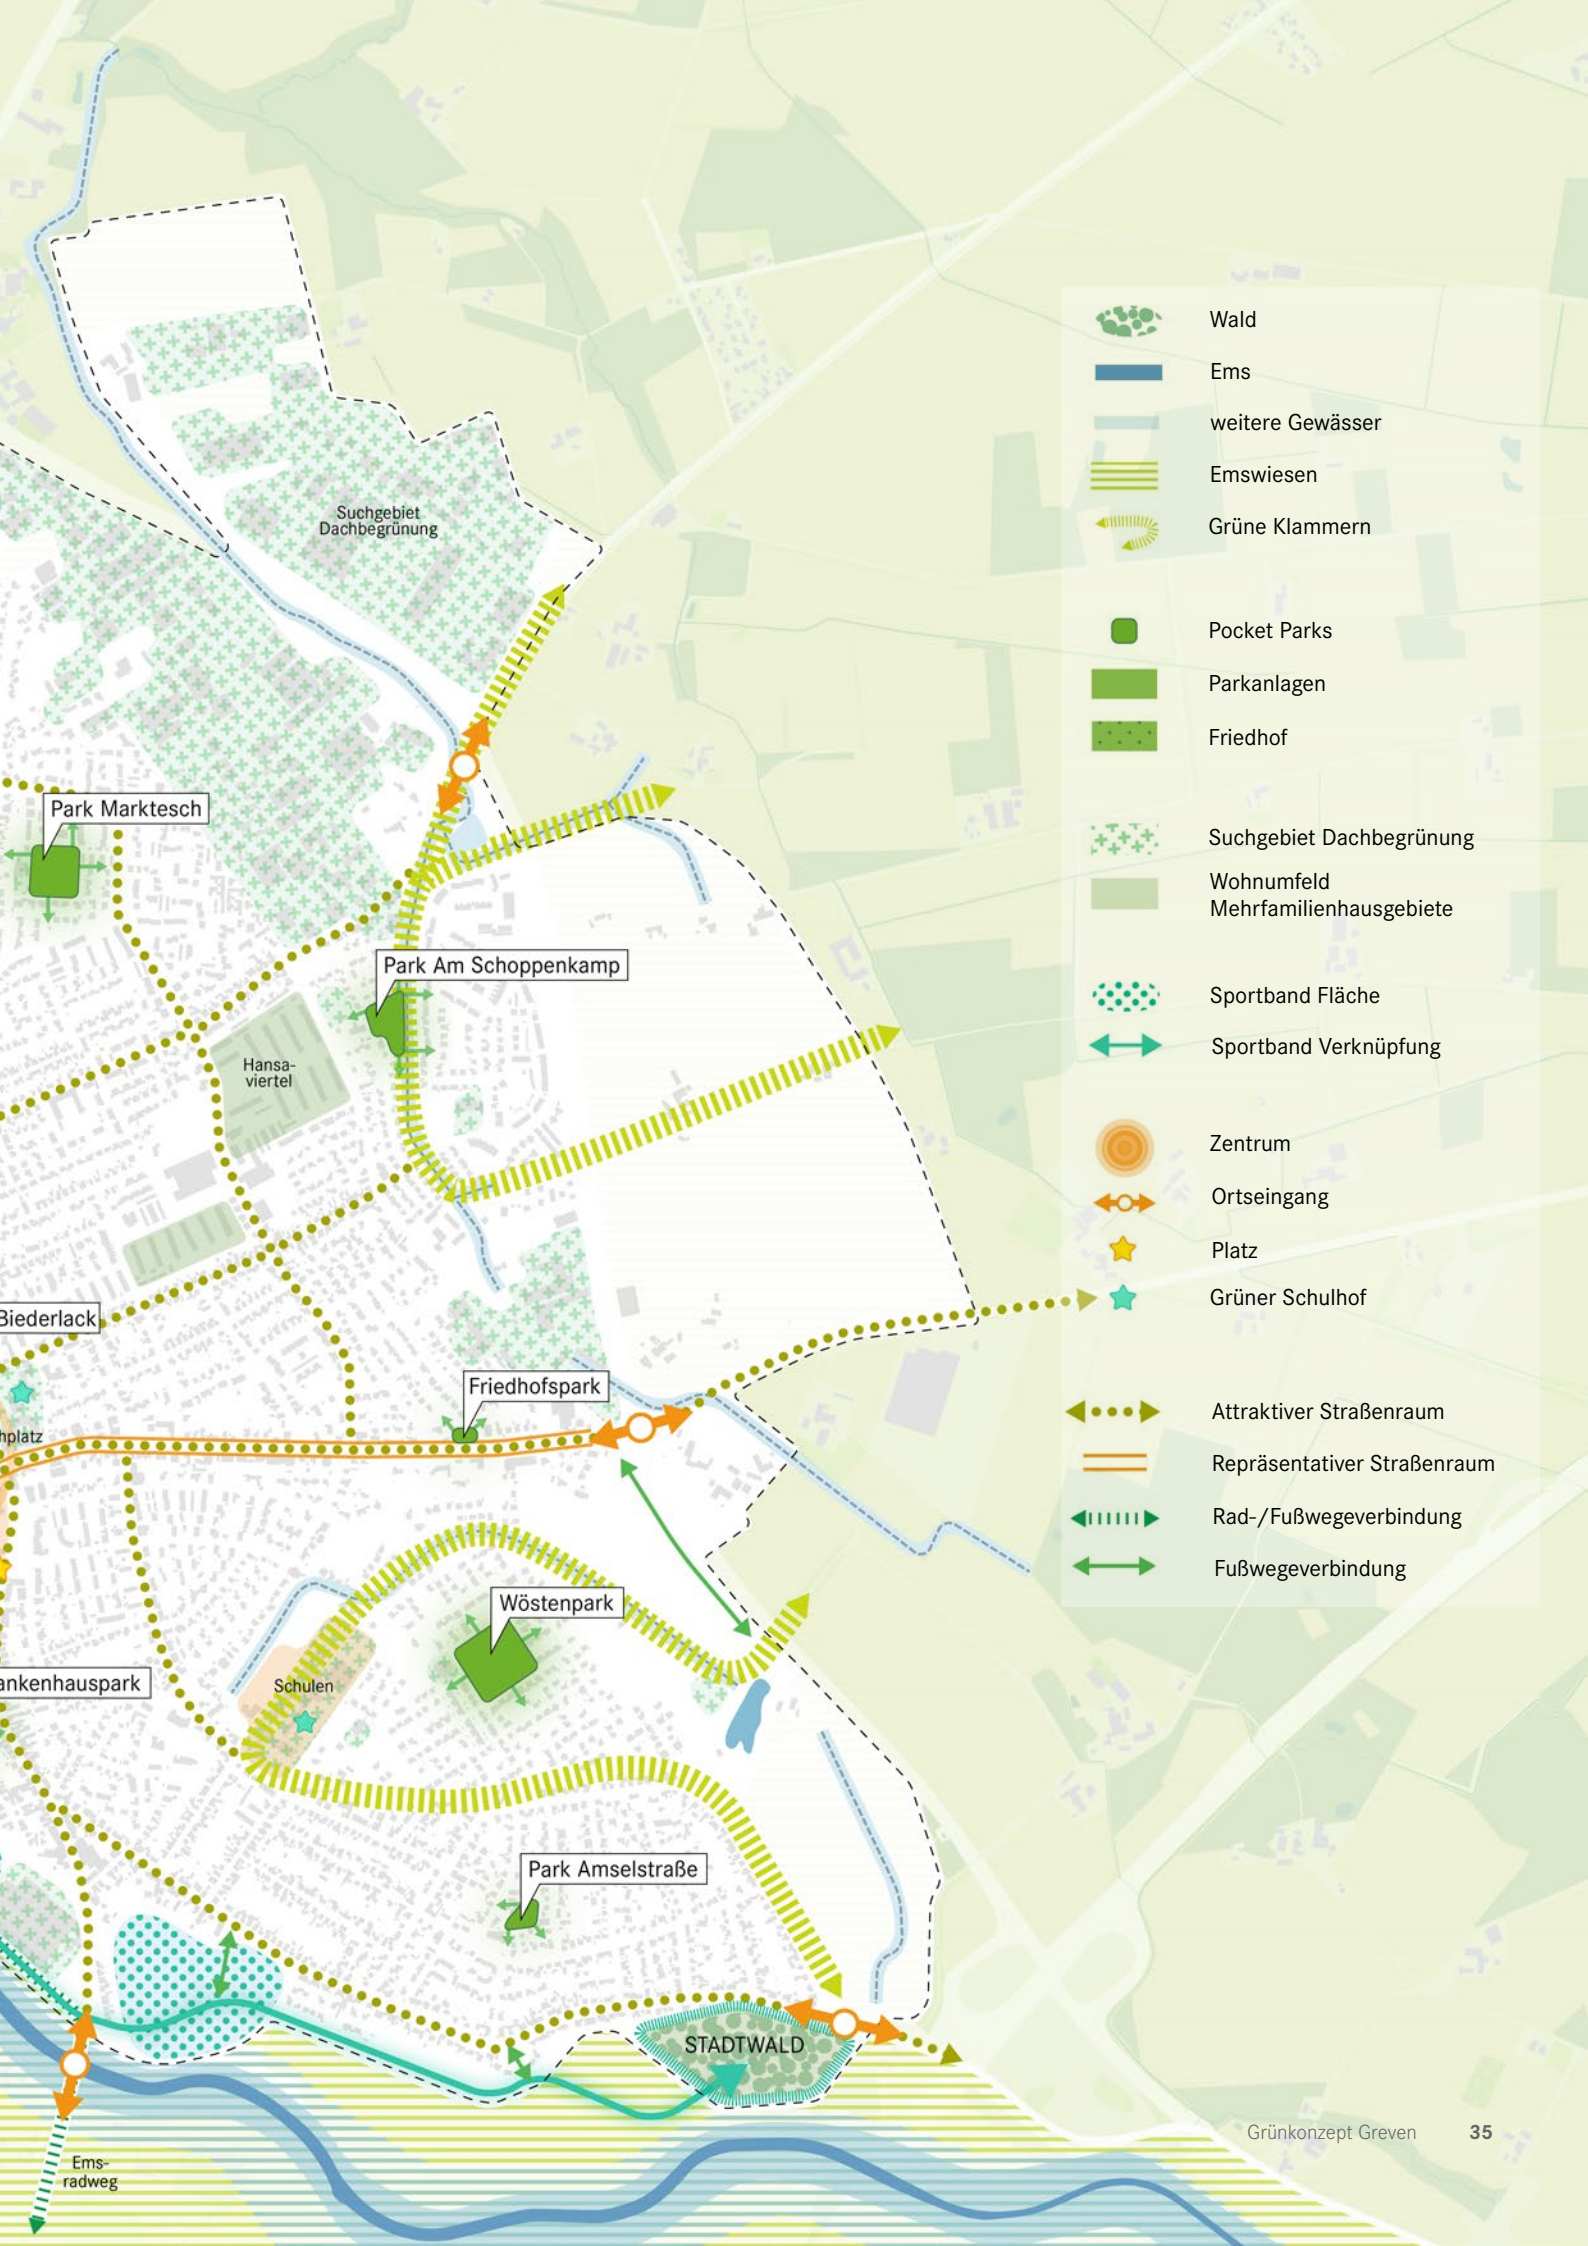 Suchgebiet
Dachbegrünung
Park Marktesch
Park Am Schoppenkamp
Hansa-
viertel
Biederlack
Friedhofspark
hplatz
Wöstenpark
ankenhauspark
Schulen
Park Amselstraße
STADTWALD
Ems-
radweg
Wald
Ems
weitere Gewässer
Emswiesen
Grüne Klammern
Pocket Parks
Parkanlagen
Friedhof
Suchgebiet Dachbegrünung
Wohnumfeld
Mehrfamilienhausgebiete
Sportband Fläche
Sportband Verknüpfung
Zentrum
Ortseingang
Platz
Grüner Schulhof
Attraktiver Straßenraum
Repräsentativer Straßenraum
Rad-/Fußwegeverbindung
Fußwegeverbindung
Grünkonzept Greven 35